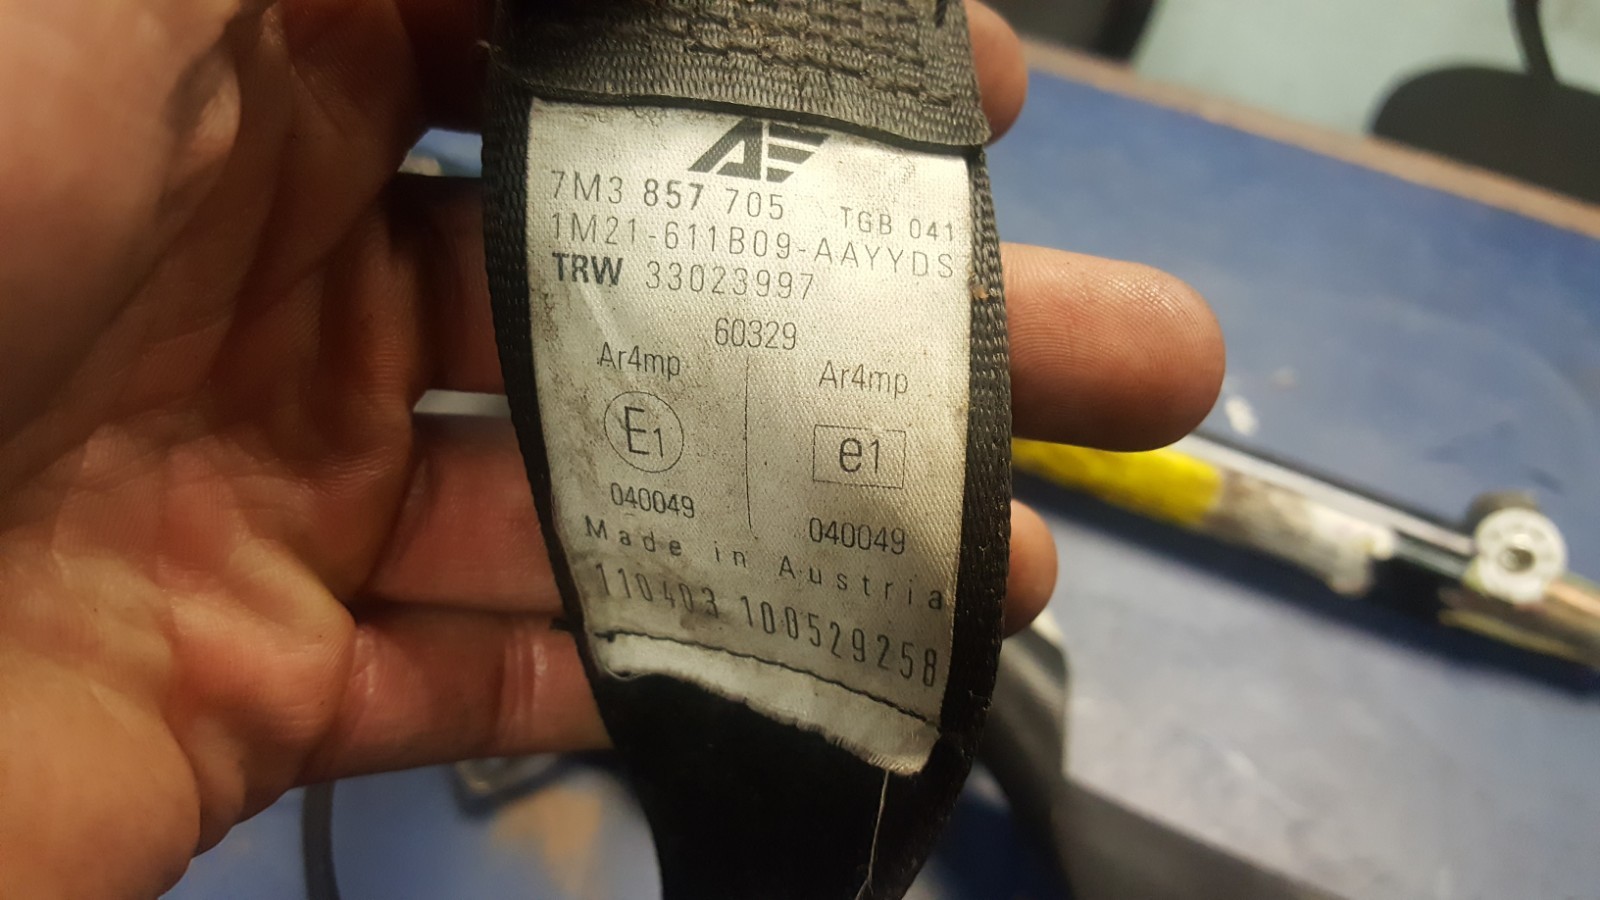 AE
7M3 857 705 TGB 041
1M21-611B09-AAYYDS
TRW 33023997
60329
Ar4mp Ar4mp
E1 e1
040049 040049
Made in Austria
110403 100529258